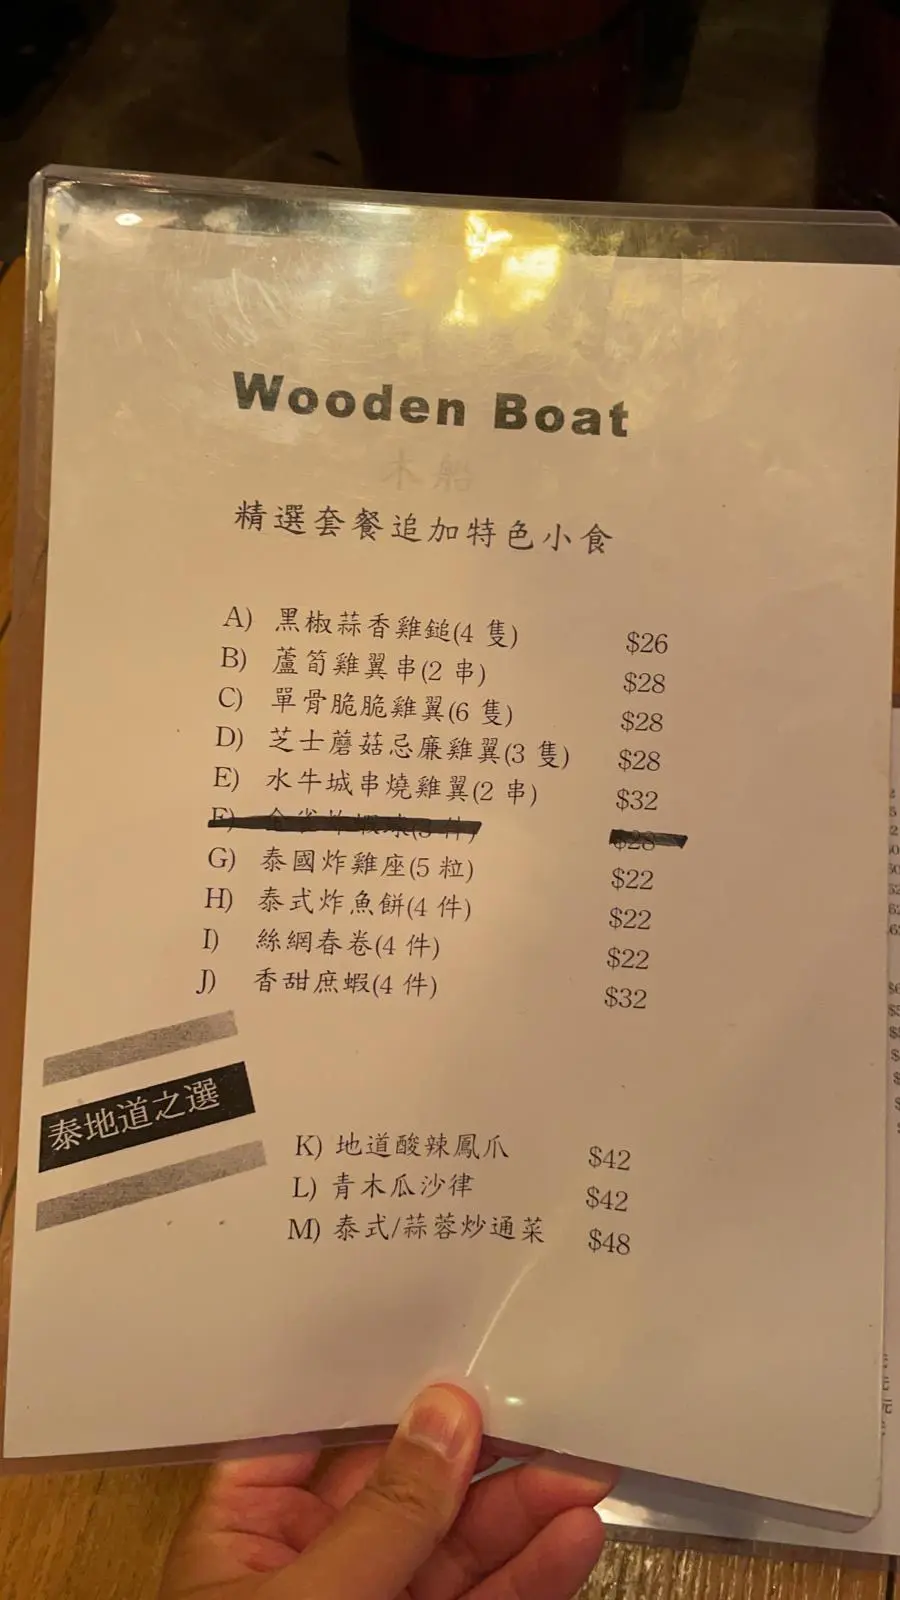 Wooden Boat
木船
精選套餐追加特色小食
A) 黑椒蒜香雞鎚(4 隻) $26
B) 蘆筍雞翼串(2 串) $28
C) 單骨脆脆雞翼(6 隻) $28
D) 芝士蘑菇忌廉雞翼(3 隻) $28
E) 水牛城串燒雞翼(2 串) $32
F) 炸蝦 件) $28
G) 泰國炸雞座(5 粒) $22
H) 泰式炸魚餅(4 件) $22
I) 絲網春卷(4 件) $22
J) 香甜庶蝦(4 件) $32
泰地道之選
K) 地道酸辣鳳爪 $42
L) 青木瓜沙律 $42
M) 泰式/蒜蓉炒通菜 $48